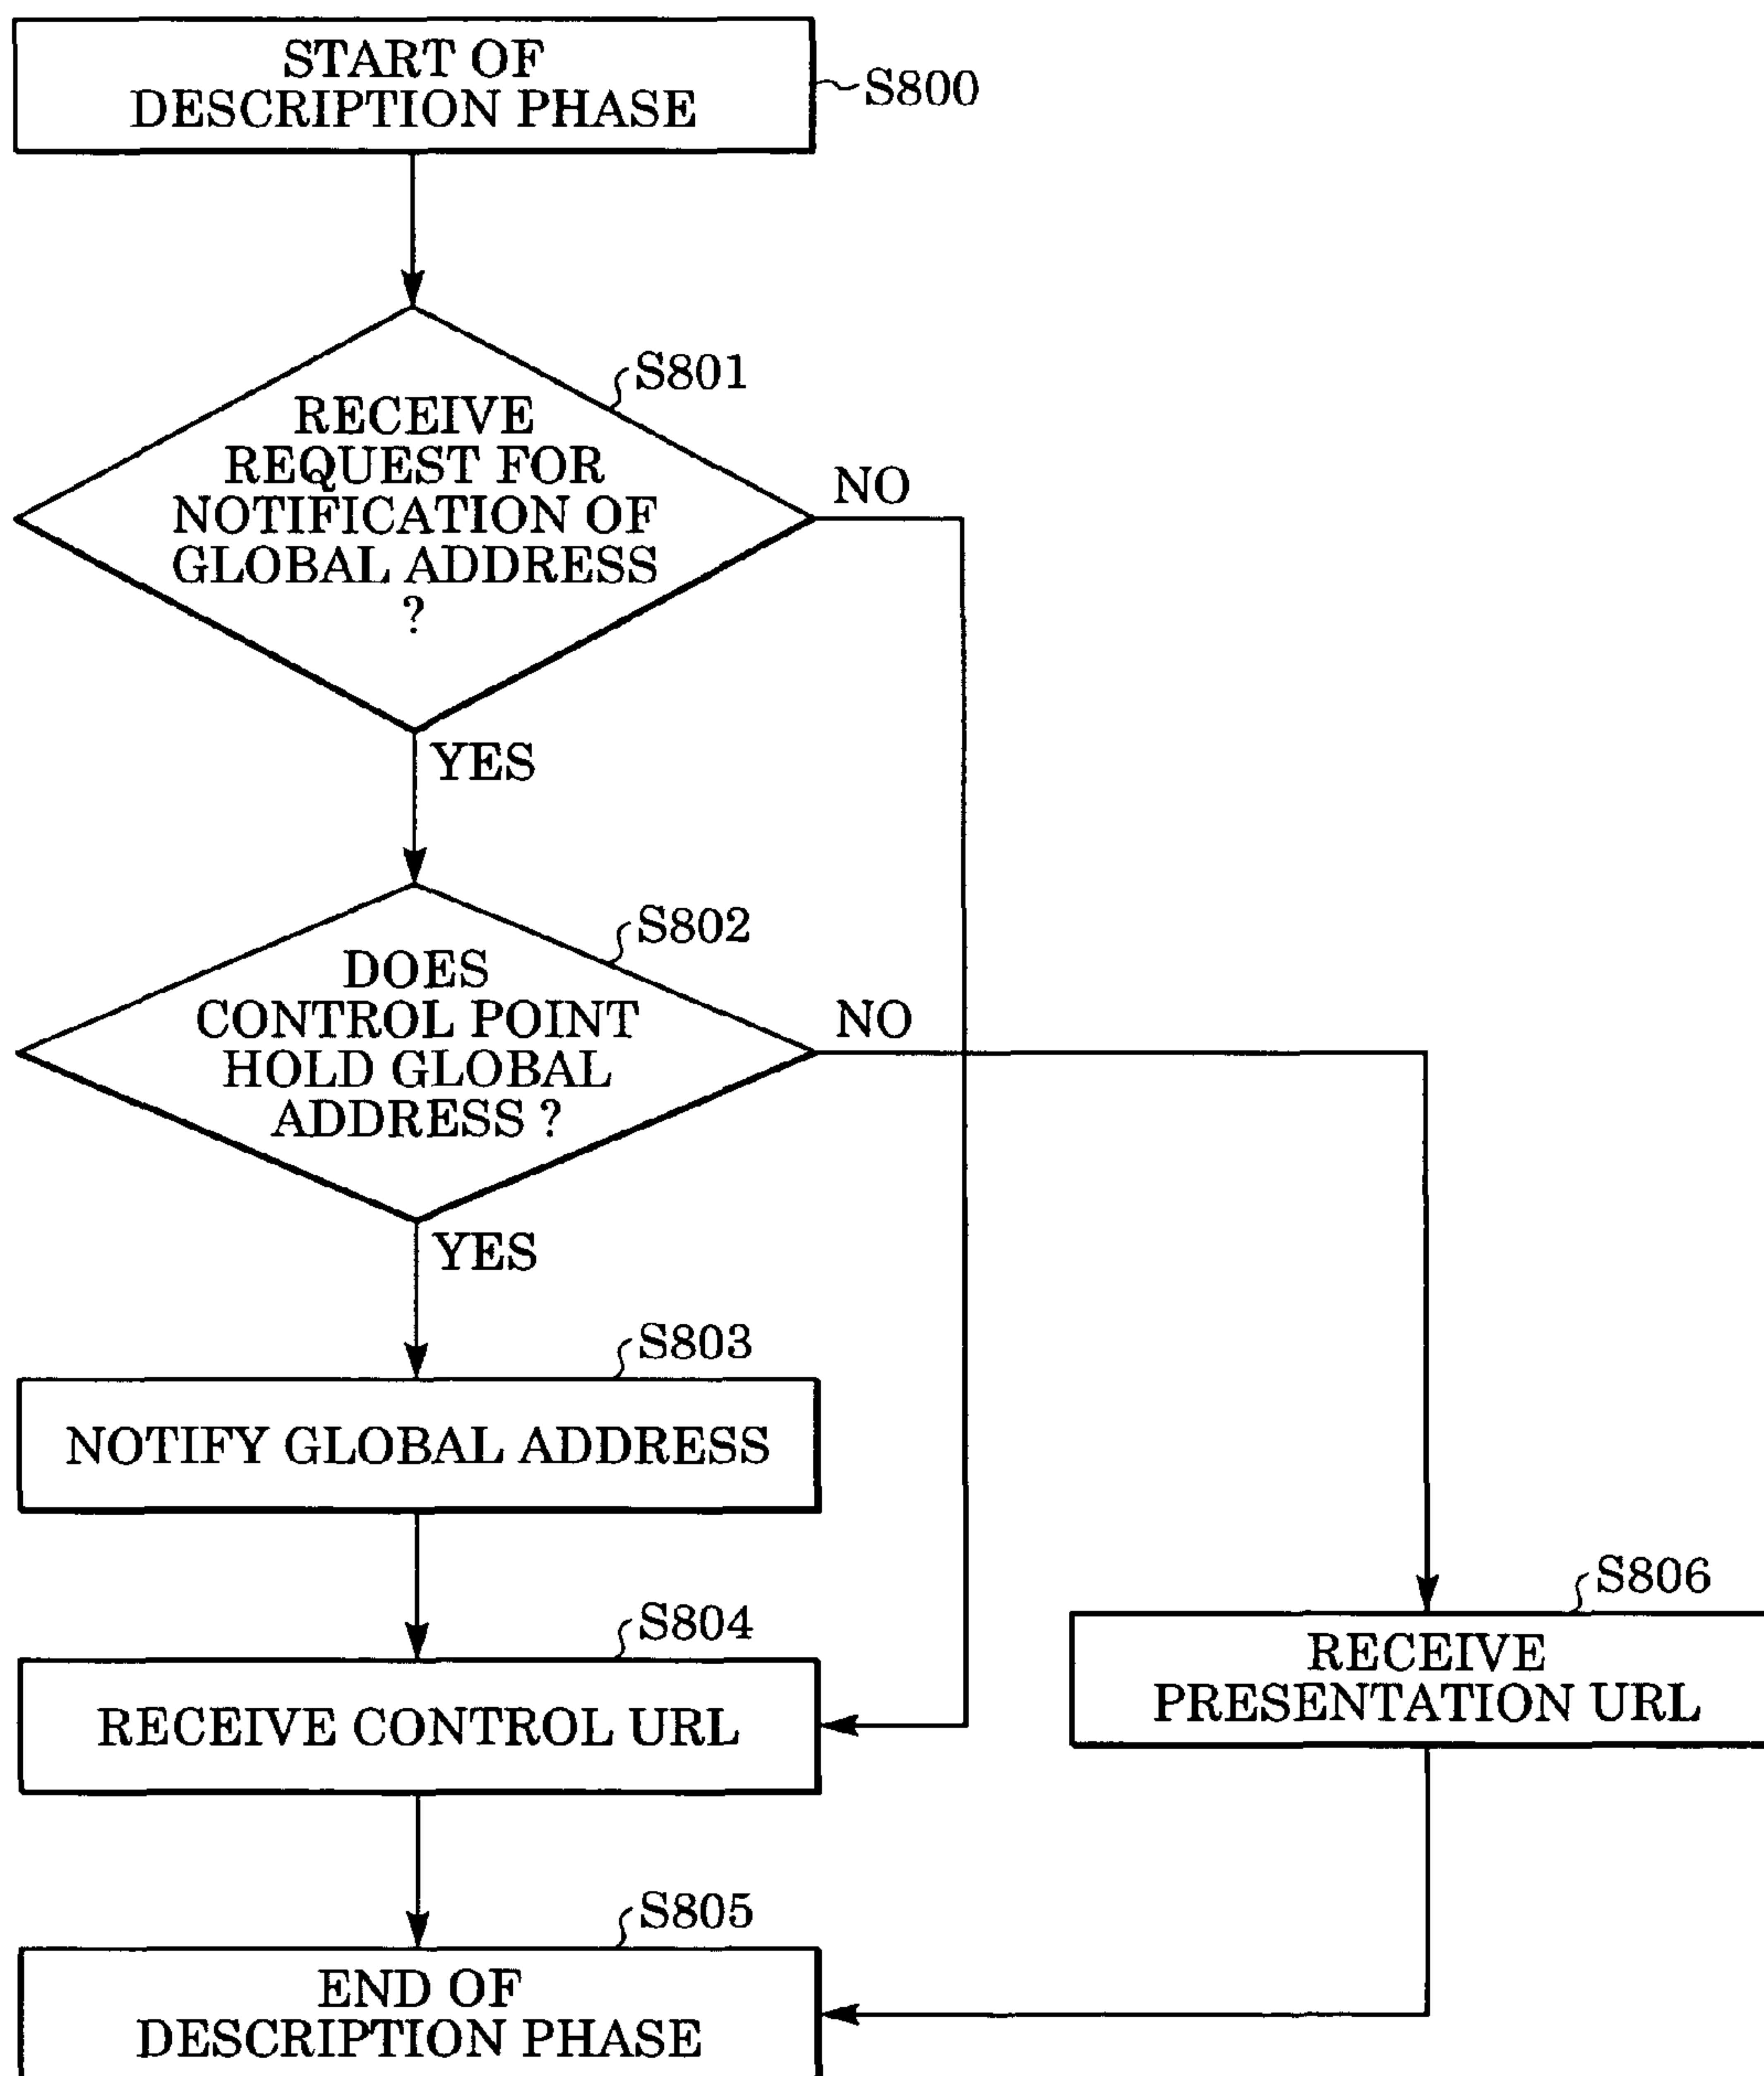 START OF
DESCRIPTION PHASE
S800
S801
RECEIVE
REQUEST FOR
NOTIFICATION OF
GLOBAL ADDRESS
?
NO
YES
S802
DOES
CONTROL POINT
HOLD GLOBAL
ADDRESS ?
NO
YES
S803
NOTIFY GLOBAL ADDRESS
S804
RECEIVE CONTROL URL
S806
RECEIVE
PRESENTATION URL
S805
END OF
DESCRIPTION PHASE